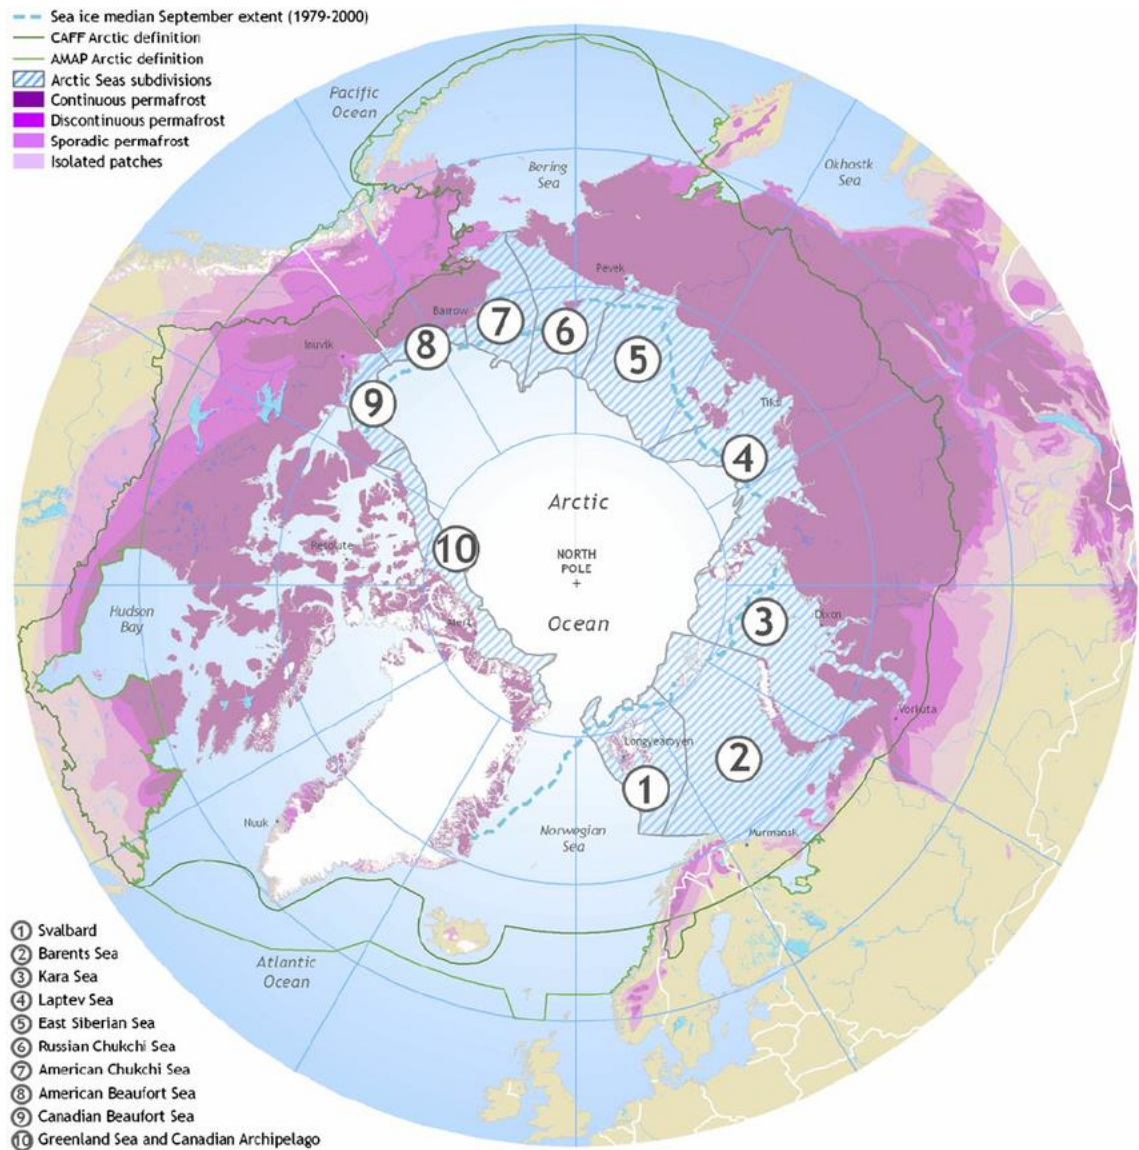 Sea ice median September extent (1979-2000)
CAFF Arctic definition
AMAP Arctic definition
Arctic Seas subdivisions
Continuous permafrost
Discontinuous permafrost
Sporadic permafrost
Isolated patches
Pacific
Ocean
Bering
Sea
Okhostk
Sea
Pevek
Barrow
Inuvik
Tiksi
7
6
8
5
9
4
Arctic
10
Resolute
NORTH
POLE
+
Hudson
Bay
Alert
Ocean
3
Dixon
Vorkuta
Longyearbyen
2
1
Nuuk
Norwegian
Sea
Murmansk
Atlantic
Ocean
1 Svalbard
2 Barents Sea
3 Kara Sea
4 Laptev Sea
5 East Siberian Sea
6 Russian Chukchi Sea
7 American Chukchi Sea
8 American Beaufort Sea
9 Canadian Beaufort Sea
10 Greenland Sea and Canadian Archipelago